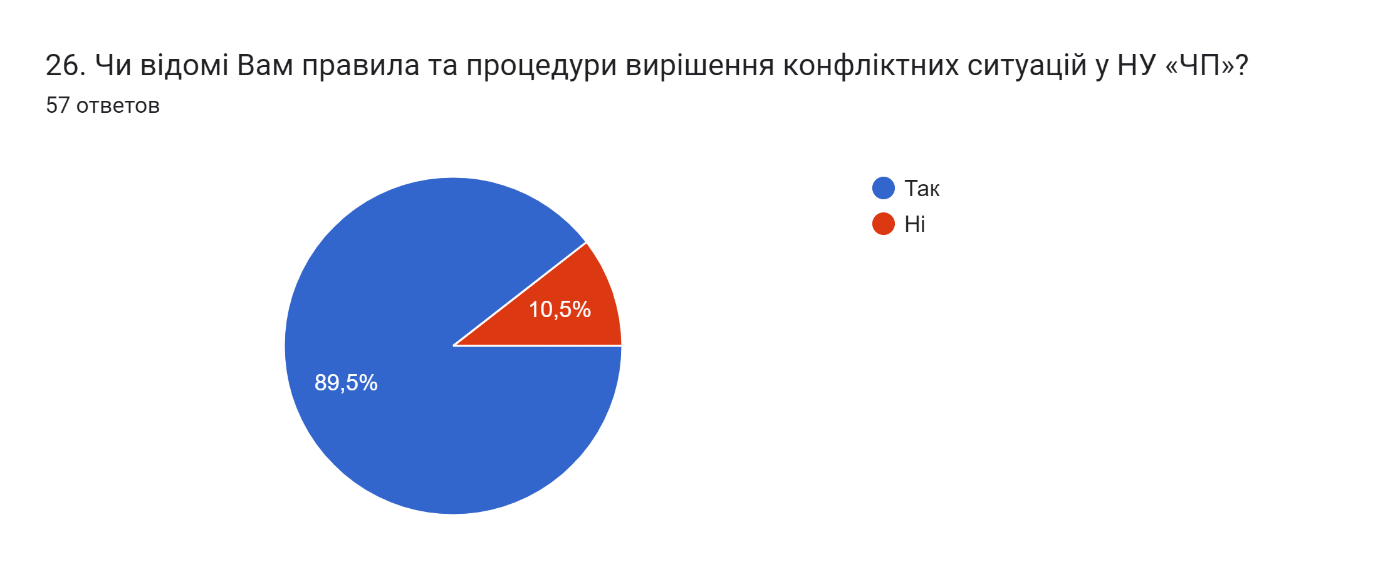 26. Чи відомі Вам правила та процедури вирішення конфліктних ситуацій у НУ «ЧП»?
57 ответов
Так
Ні
10,5%
89,5%